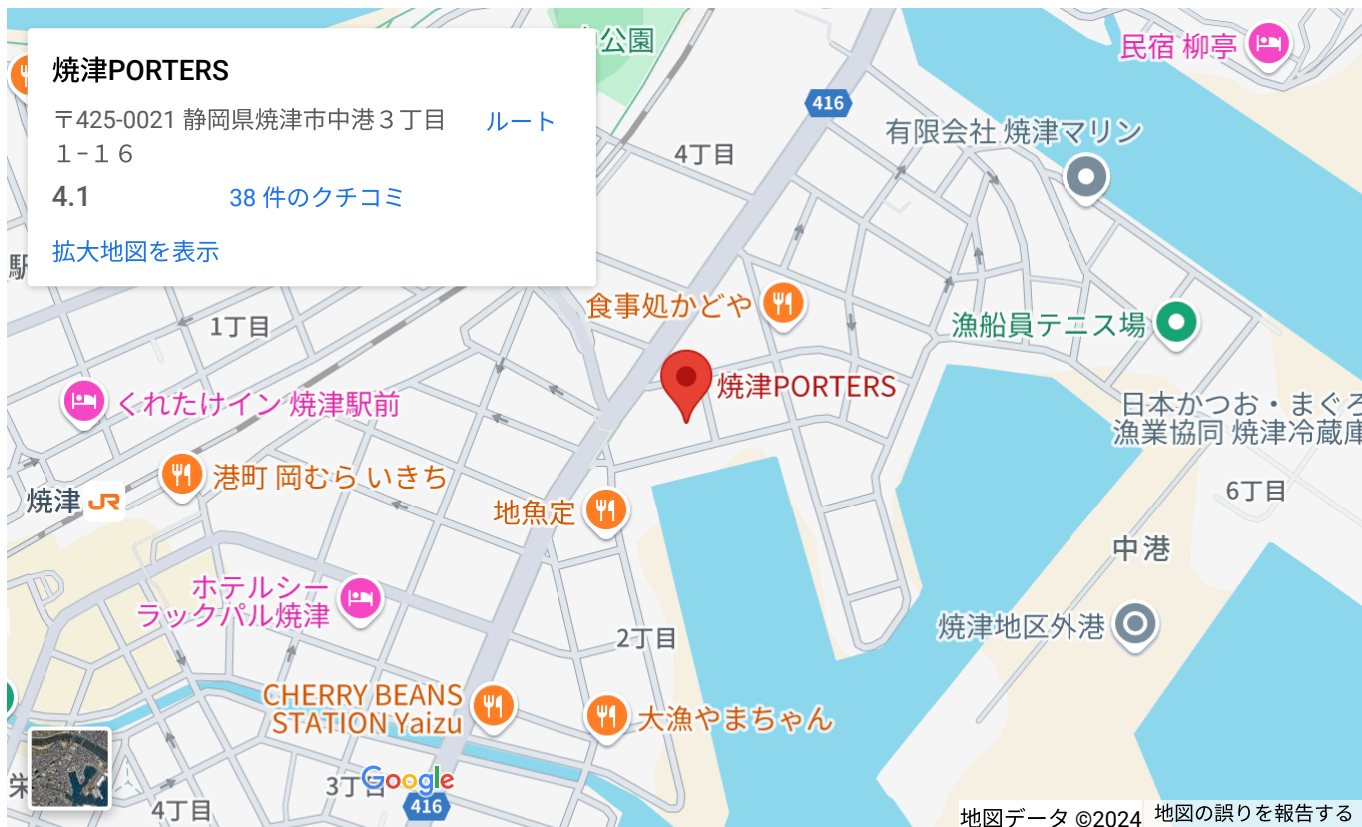 焼津PORTERS
〒425-0021 静岡県焼津市中港３丁目
１−１６
ルート
4.1
38 件のクチコミ
拡大地図を表示
公園
民宿 柳亭
416
有限会社 焼津マリン
4丁目
駅
1丁目
食事処かどや
漁船員テニス場
焼津PORTERS
くれたけイン 焼津駅前
日本かつお・まぐろ
漁業協同 焼津冷蔵庫
港町 岡むら いきち
焼津 JR
地魚定
6丁目
中港
ホテルシー
ラックパル焼津
焼津地区外港
2丁目
CHERRY BEANS
STATION Yaizu
大漁やまちゃん
栄
3丁目
Google
416
4丁目
地図データ ©2024
地図の誤りを報告する